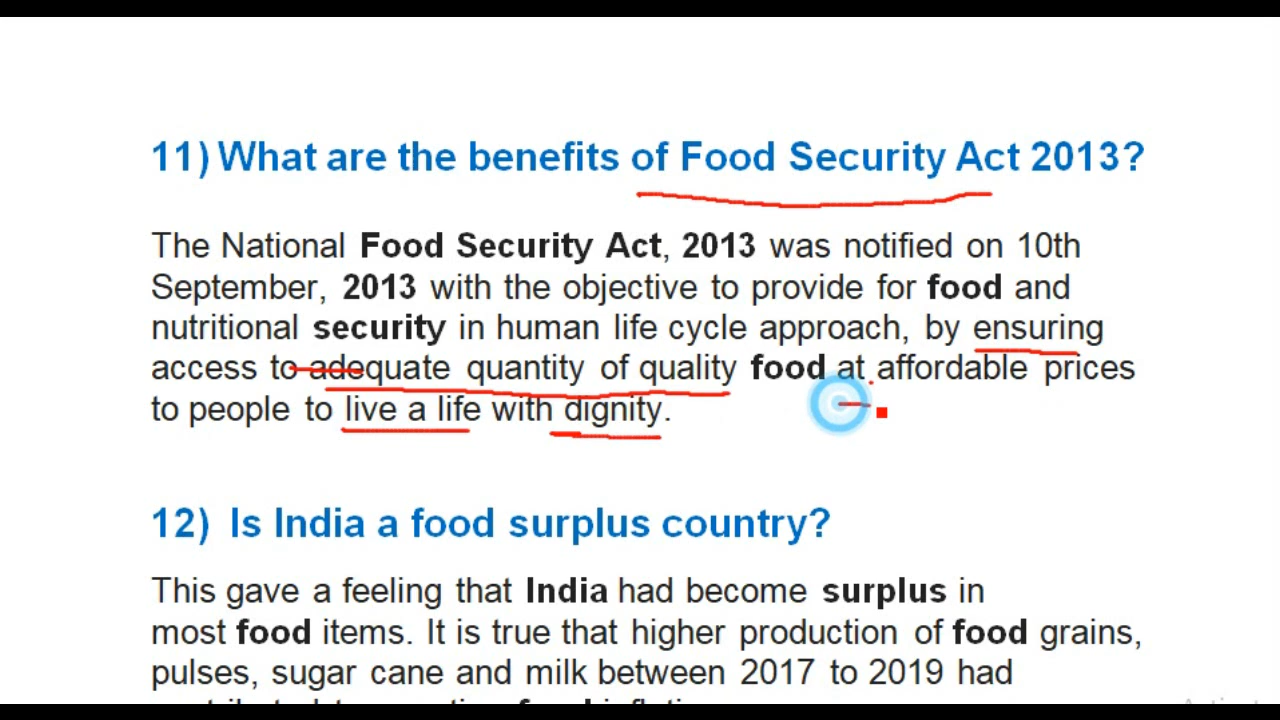 11) What are the benefits of Food Security Act 2013?
The National Food Security Act, 2013 was notified on 10th
September, 2013 with the objective to provide for food and
nutritional security in human life cycle approach, by ensuring
access to adequate quantity of quality food at affordable prices
to people to live a life with dignity.
12) Is India a food surplus country?
This gave a feeling that India had become surplus in
most food items. It is true that higher production of food grains,
pulses, sugar cane and milk between 2017 to 2019 had